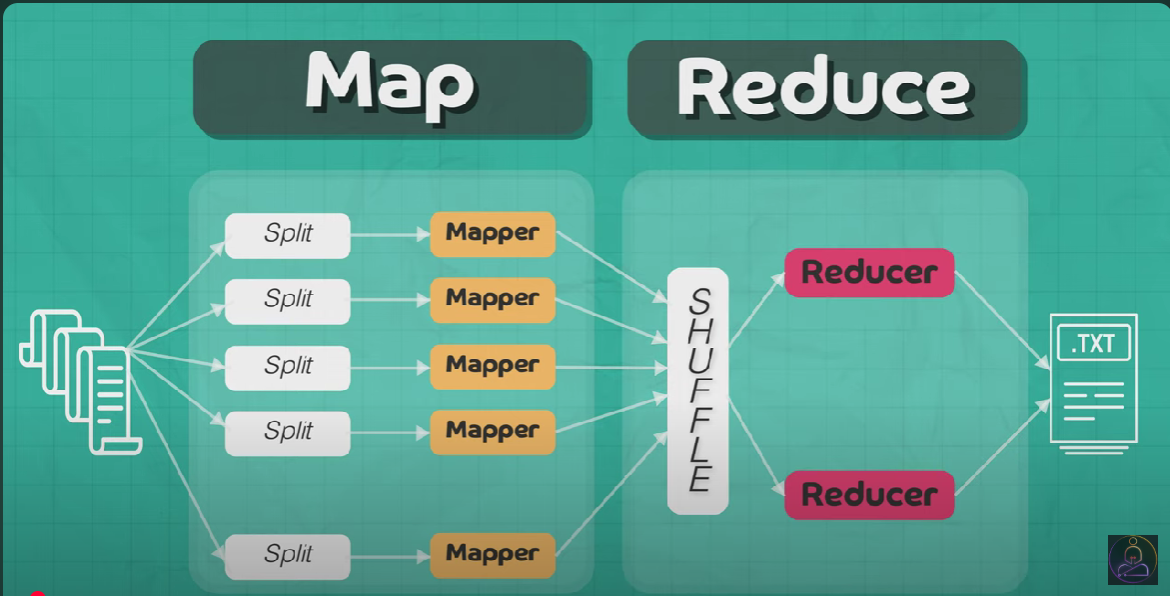 Map
Reduce
Split
Mapper
Split
Mapper
Split
Mapper
Split
Mapper
Split
Mapper
SHUFFLE
Reducer
Reducer
.TXT